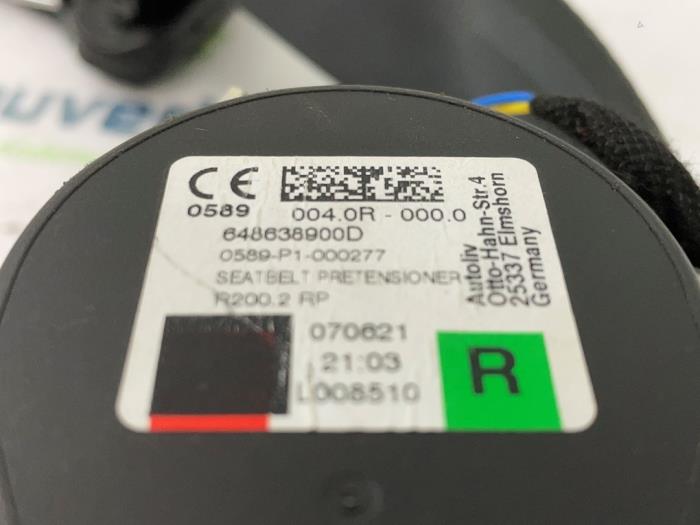 CE
0589
004.0R - 000.0
648638900D
0589-P1-000277
SEATBELT PRETENSIONER
R200.2 RP
070621
21:03
L008510
R
Autoliv
Otto-Hahn-Str.4
25337 Elmshorn
Germany